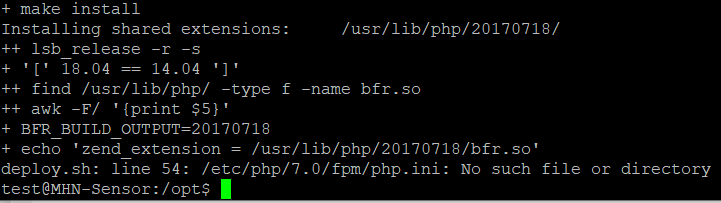 + make install
Installing shared extensions:     /usr/lib/php/20170718/
++ lsb_release -r -s
+ '[' 18.04 == 14.04 ']'
++ find /usr/lib/php/ -type f -name bfr.so
++ awk -F/ '{print $5}'
+ BFR_BUILD_OUTPUT=20170718
+ echo 'zend_extension = /usr/lib/php/20170718/bfr.so'
deploy.sh: line 54: /etc/php/7.0/fpm/php.ini: No such file or directory
test@MHN-Sensor:/opt$